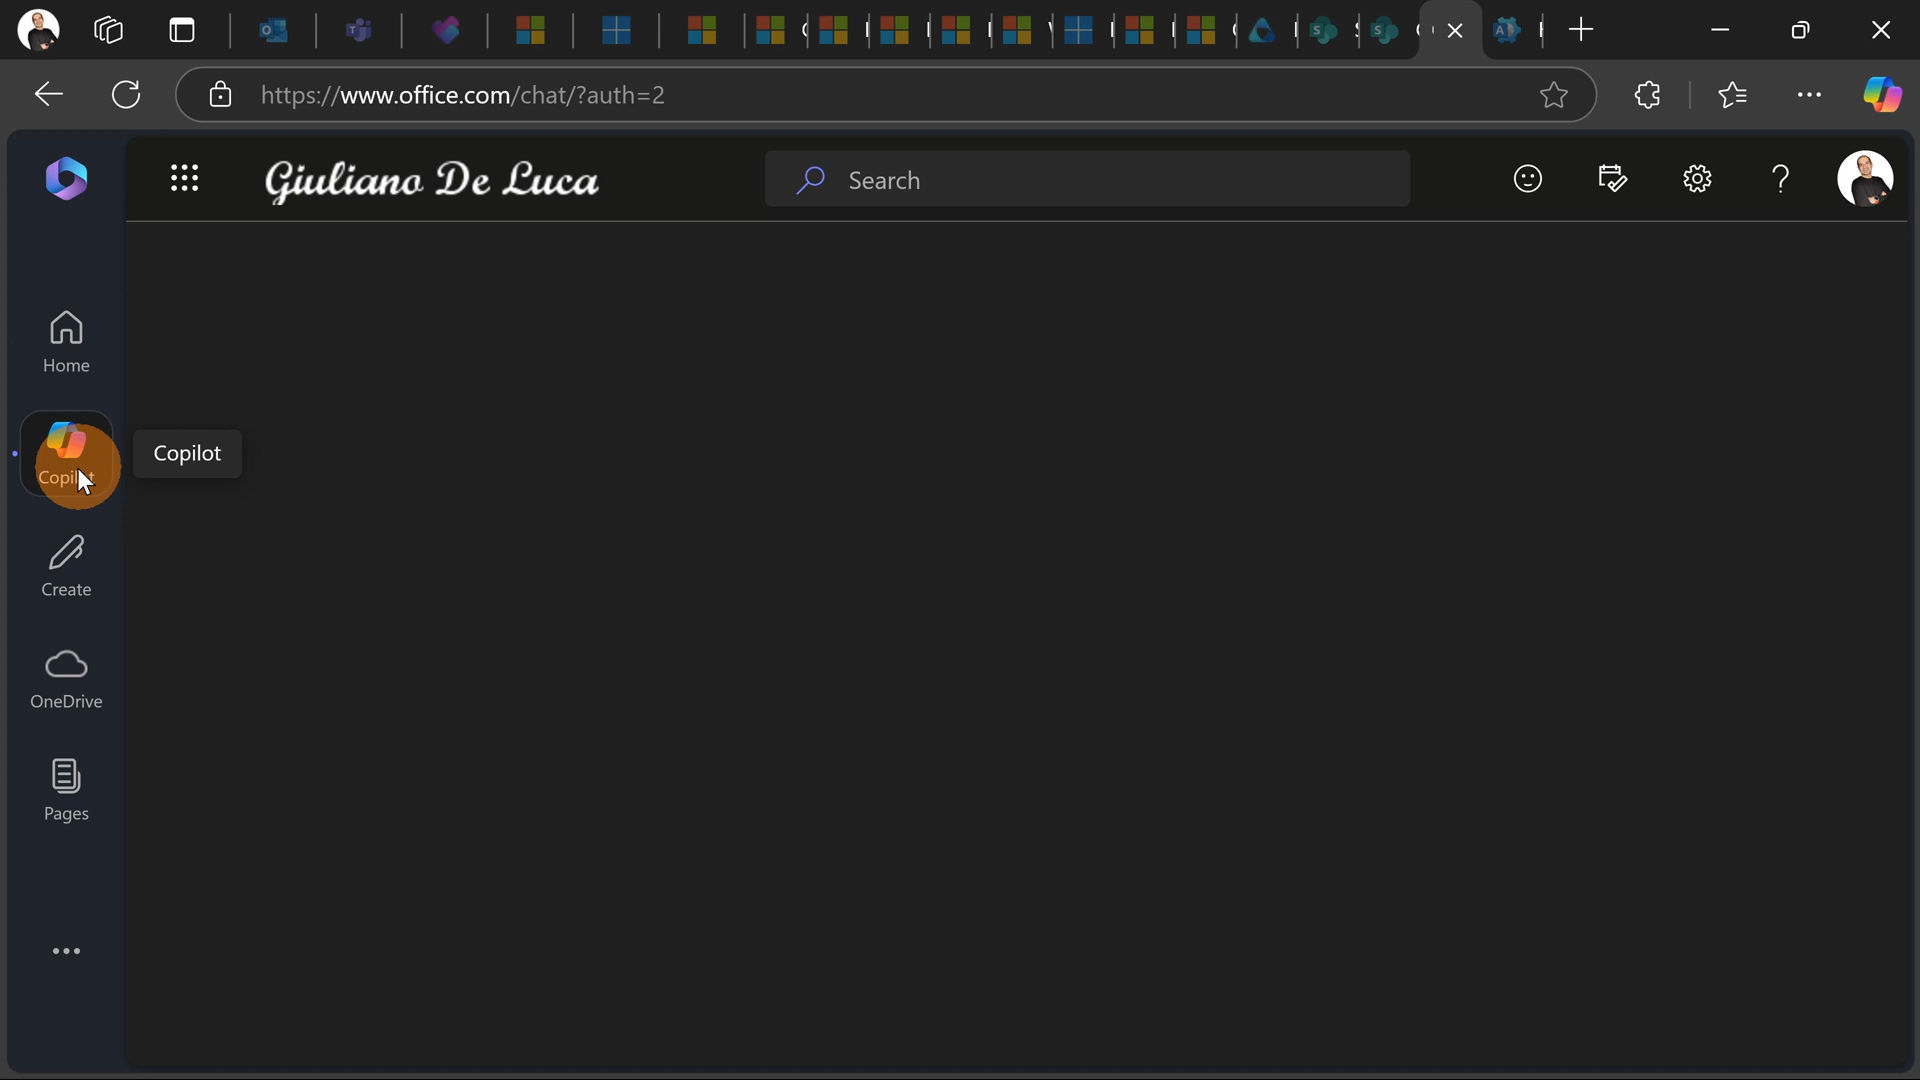 https://www.office.com/chat/?auth=2
Giuliano De Luca
Search
Home
Copilot
Copilot
Create
OneDrive
Pages